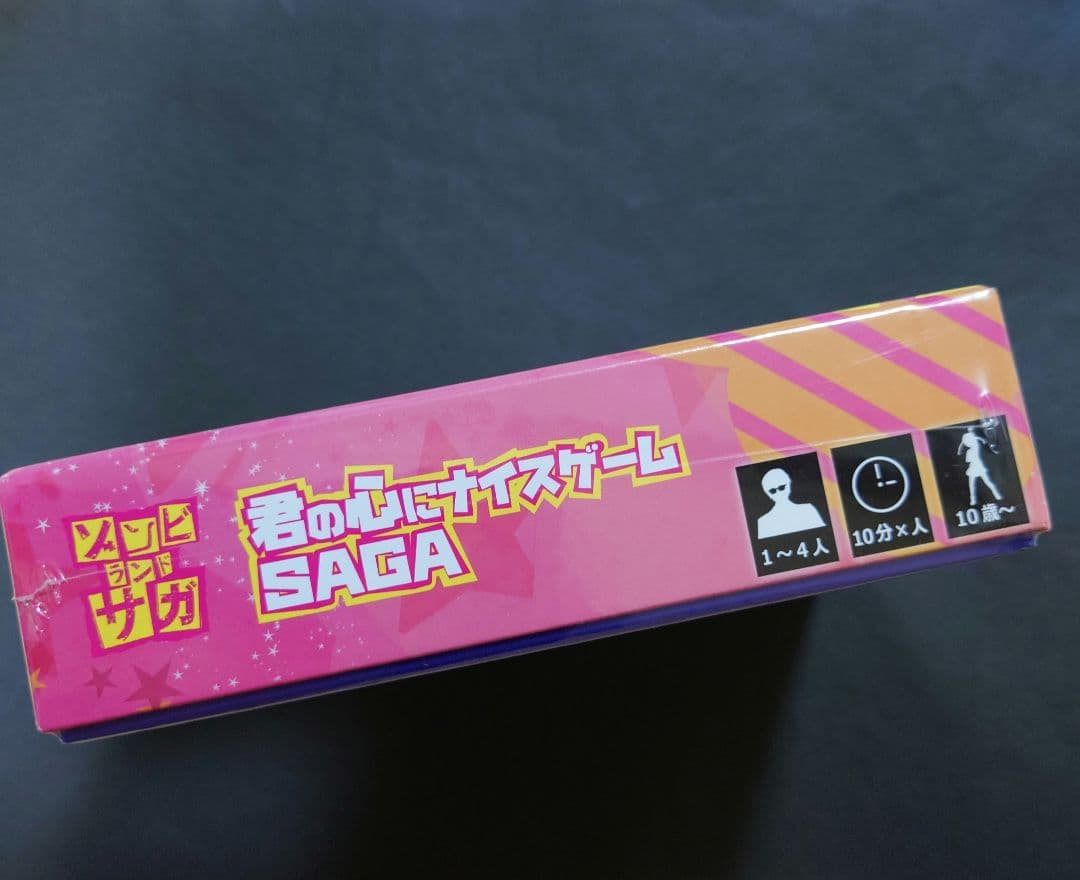 ゾンビ
ランド
サガ
君の心にナイスゲーム
SAGA
1～4人
10分×人
10歳～